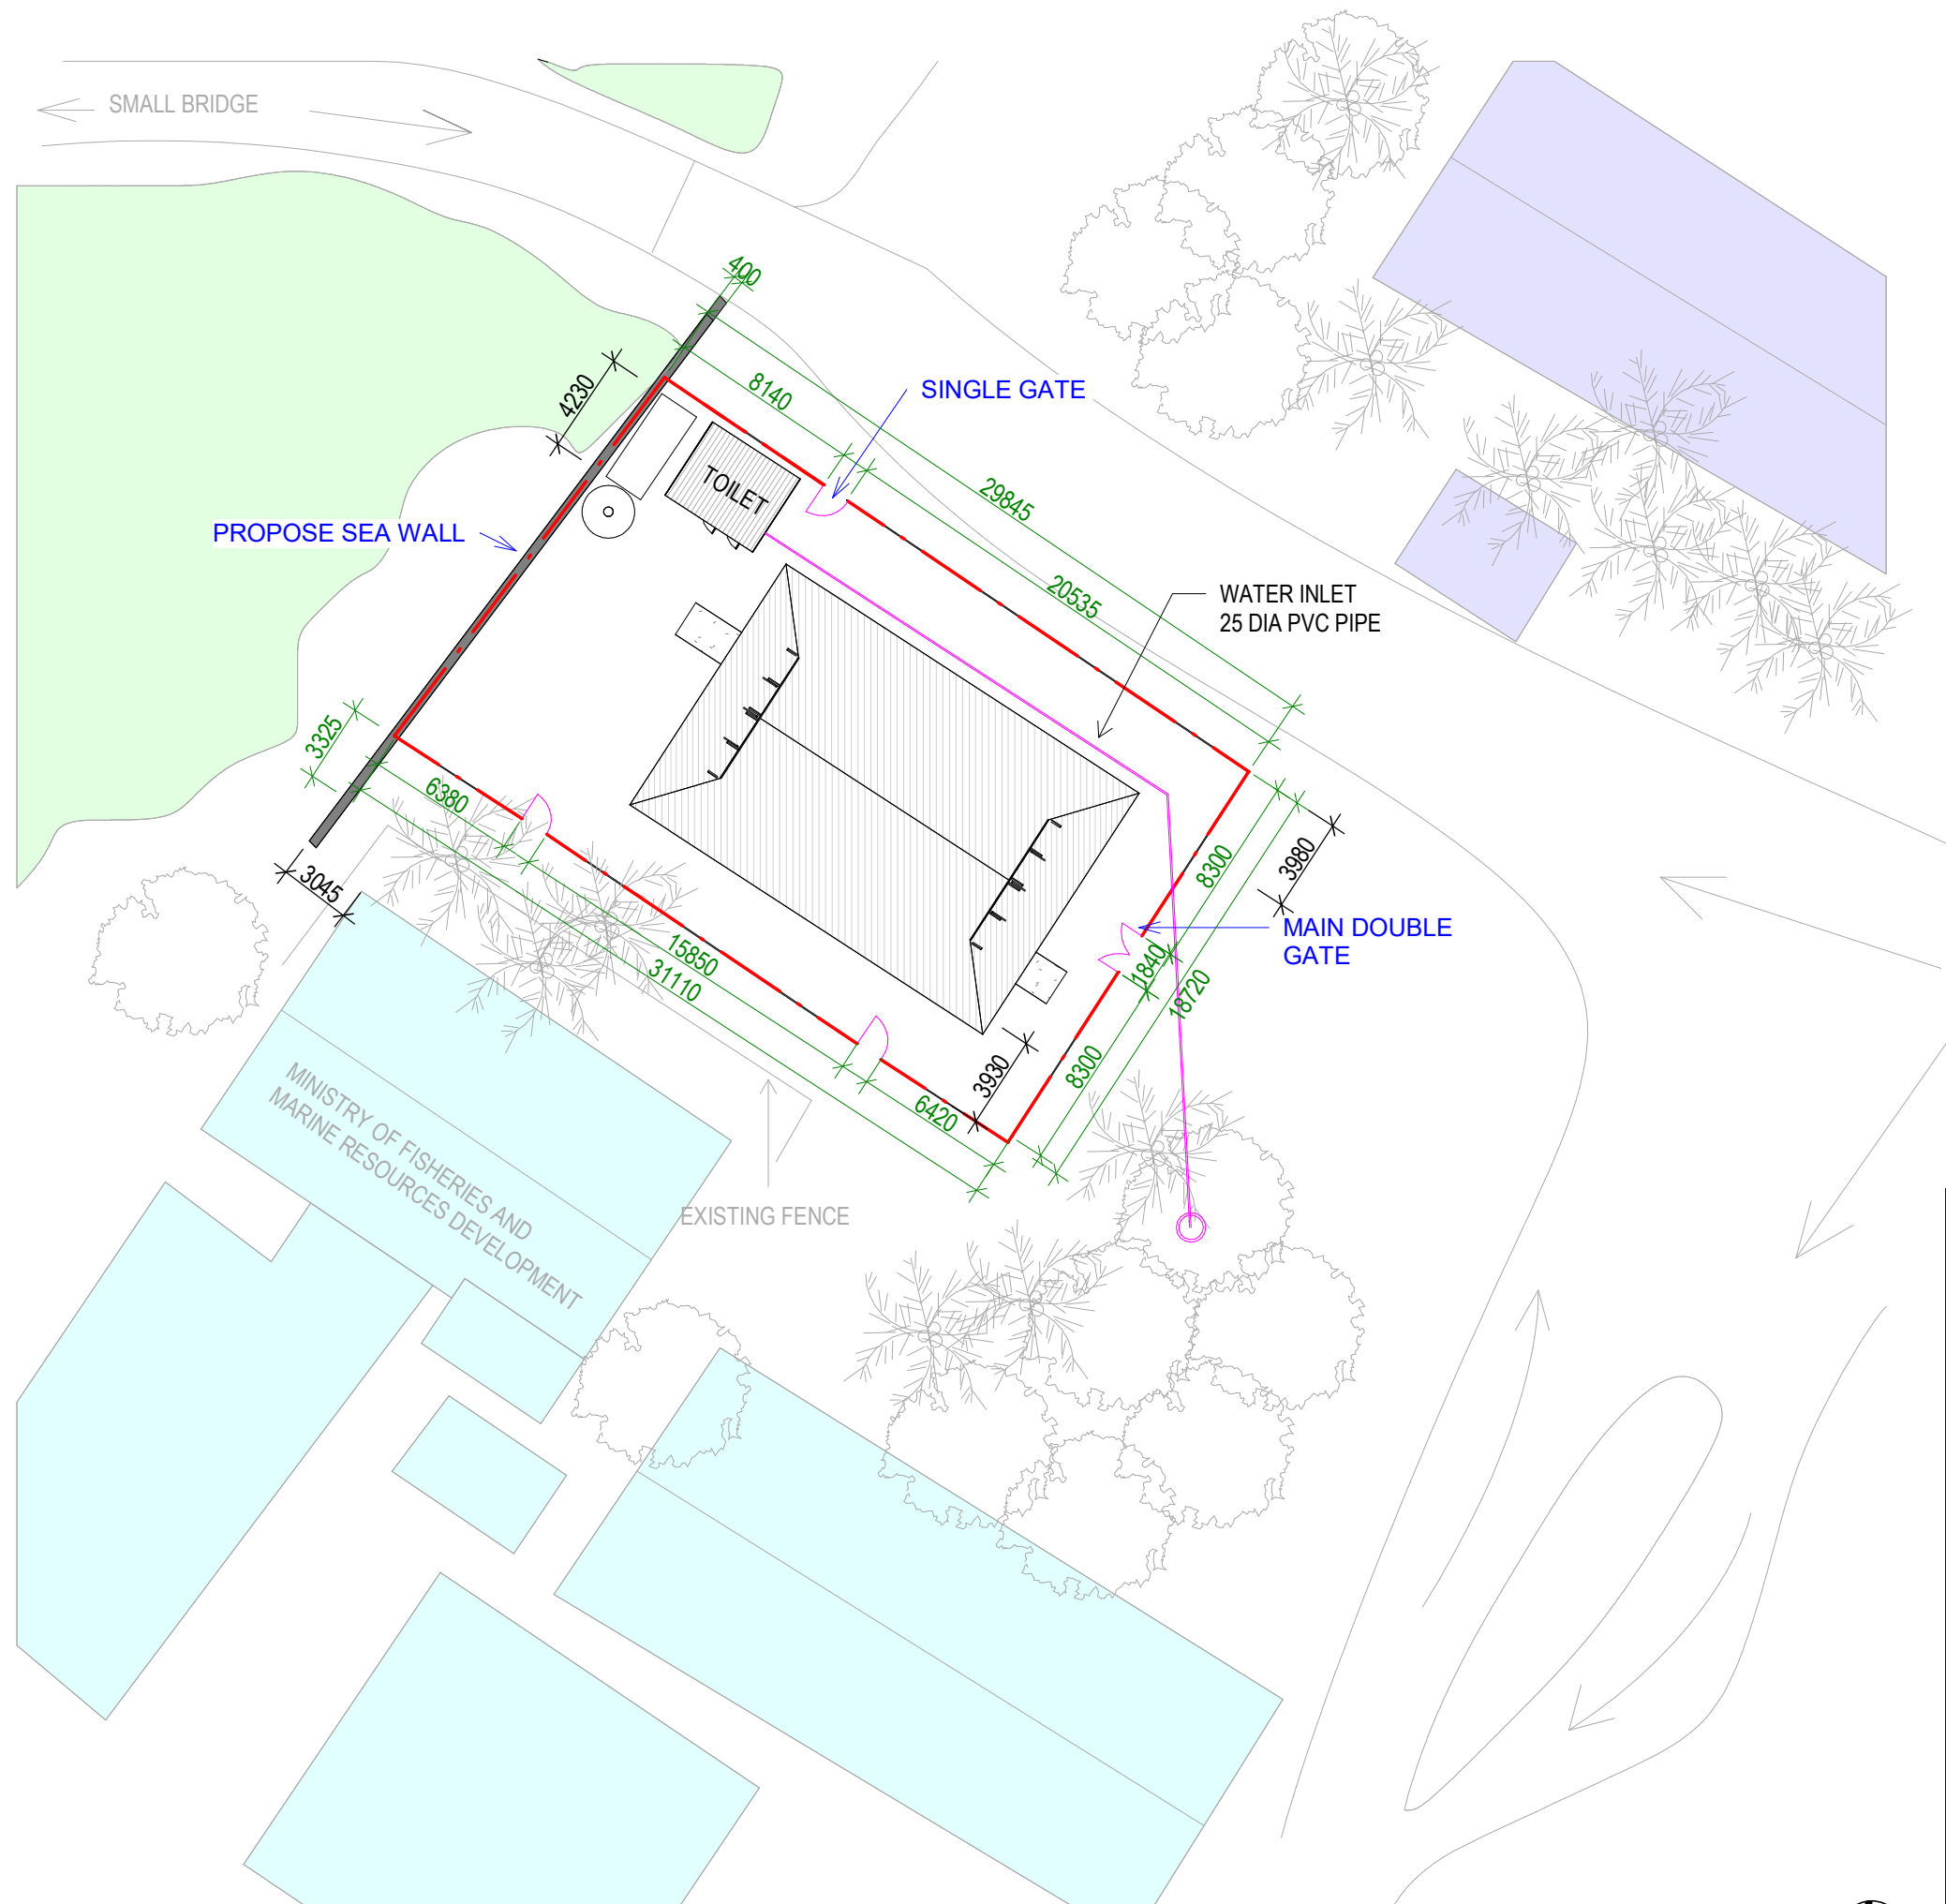 SMALL BRIDGE
400
4230
8140
SINGLE GATE
29845
TOILET
PROPOSE SEA WALL
20535
WATER INLET
25 DIA PVC PIPE
3325
6380
3045
8300
3980
MAIN DOUBLE
GATE
15850
31110
1840
18720
8300
3930
6420
MINISTRY OF FISHERIES AND
MARINE RESOURCES DEVELOPMENT
EXISTING FENCE